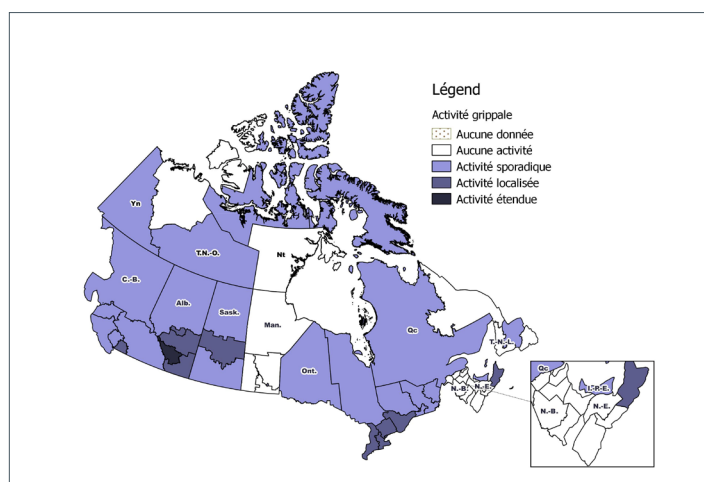 Légend
Activité grippale
Aucune donnée
Aucune activité
Activité sporadique
Activité localisée
Activité étendue
Yn
T.N.-O.
Nt
C.-B.
Alb.
Sask.
Man.
Ont.
Qc
T.-N.-L.
N.-B.
N.-E.
Qc
I.-P.-E.
N.-B.
N.-E.